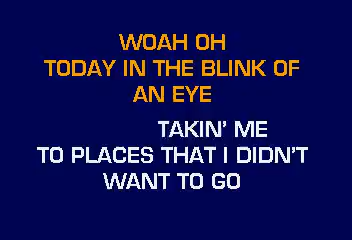 WOAH OH
TODAY IN THE BLINK OF
AN EYE
TAKIN' ME
TO PLACES THAT I DIDN'T
WANT TO GO